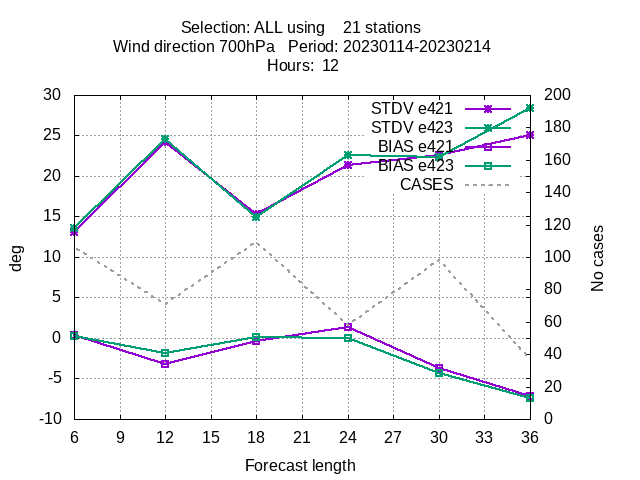 Selection: ALL using    21 stations
Wind direction 700hPa   Period: 20230114-20230214
Hours:  12
30
25
20
15
10
5
0
-5
-10
200
180
160
140
120
100
80
60
40
20
0
STDV e421
STDV e423
BIAS e421
BIAS e423
CASES
deg
No cases
6 9 12 15 18 21 24 27 30 33 36
Forecast length